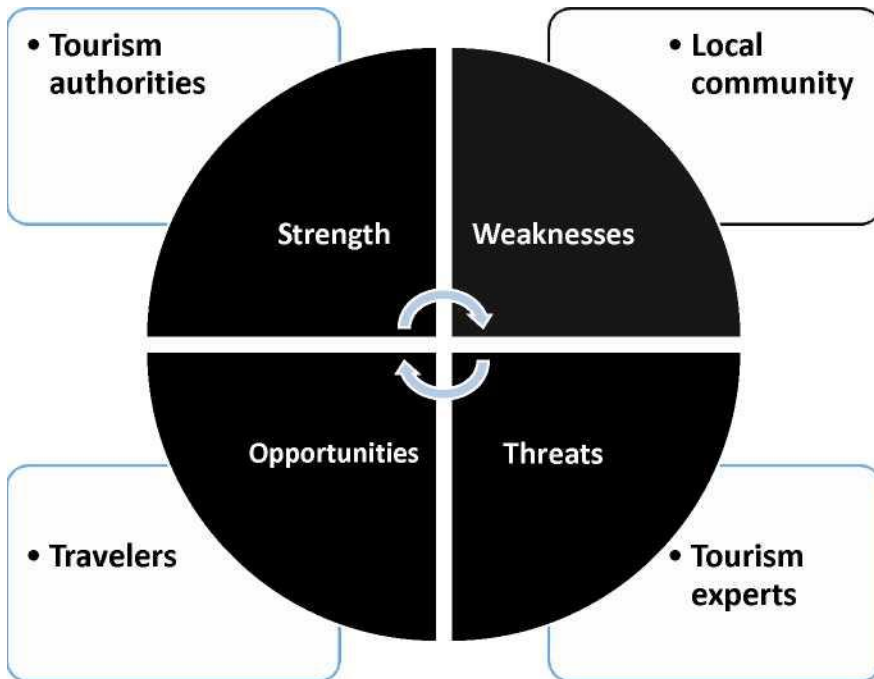 • Tourism
authorities
• Local
community
Strength
Weaknesses
Opportunities
Threats
• Travelers
• Tourism
experts